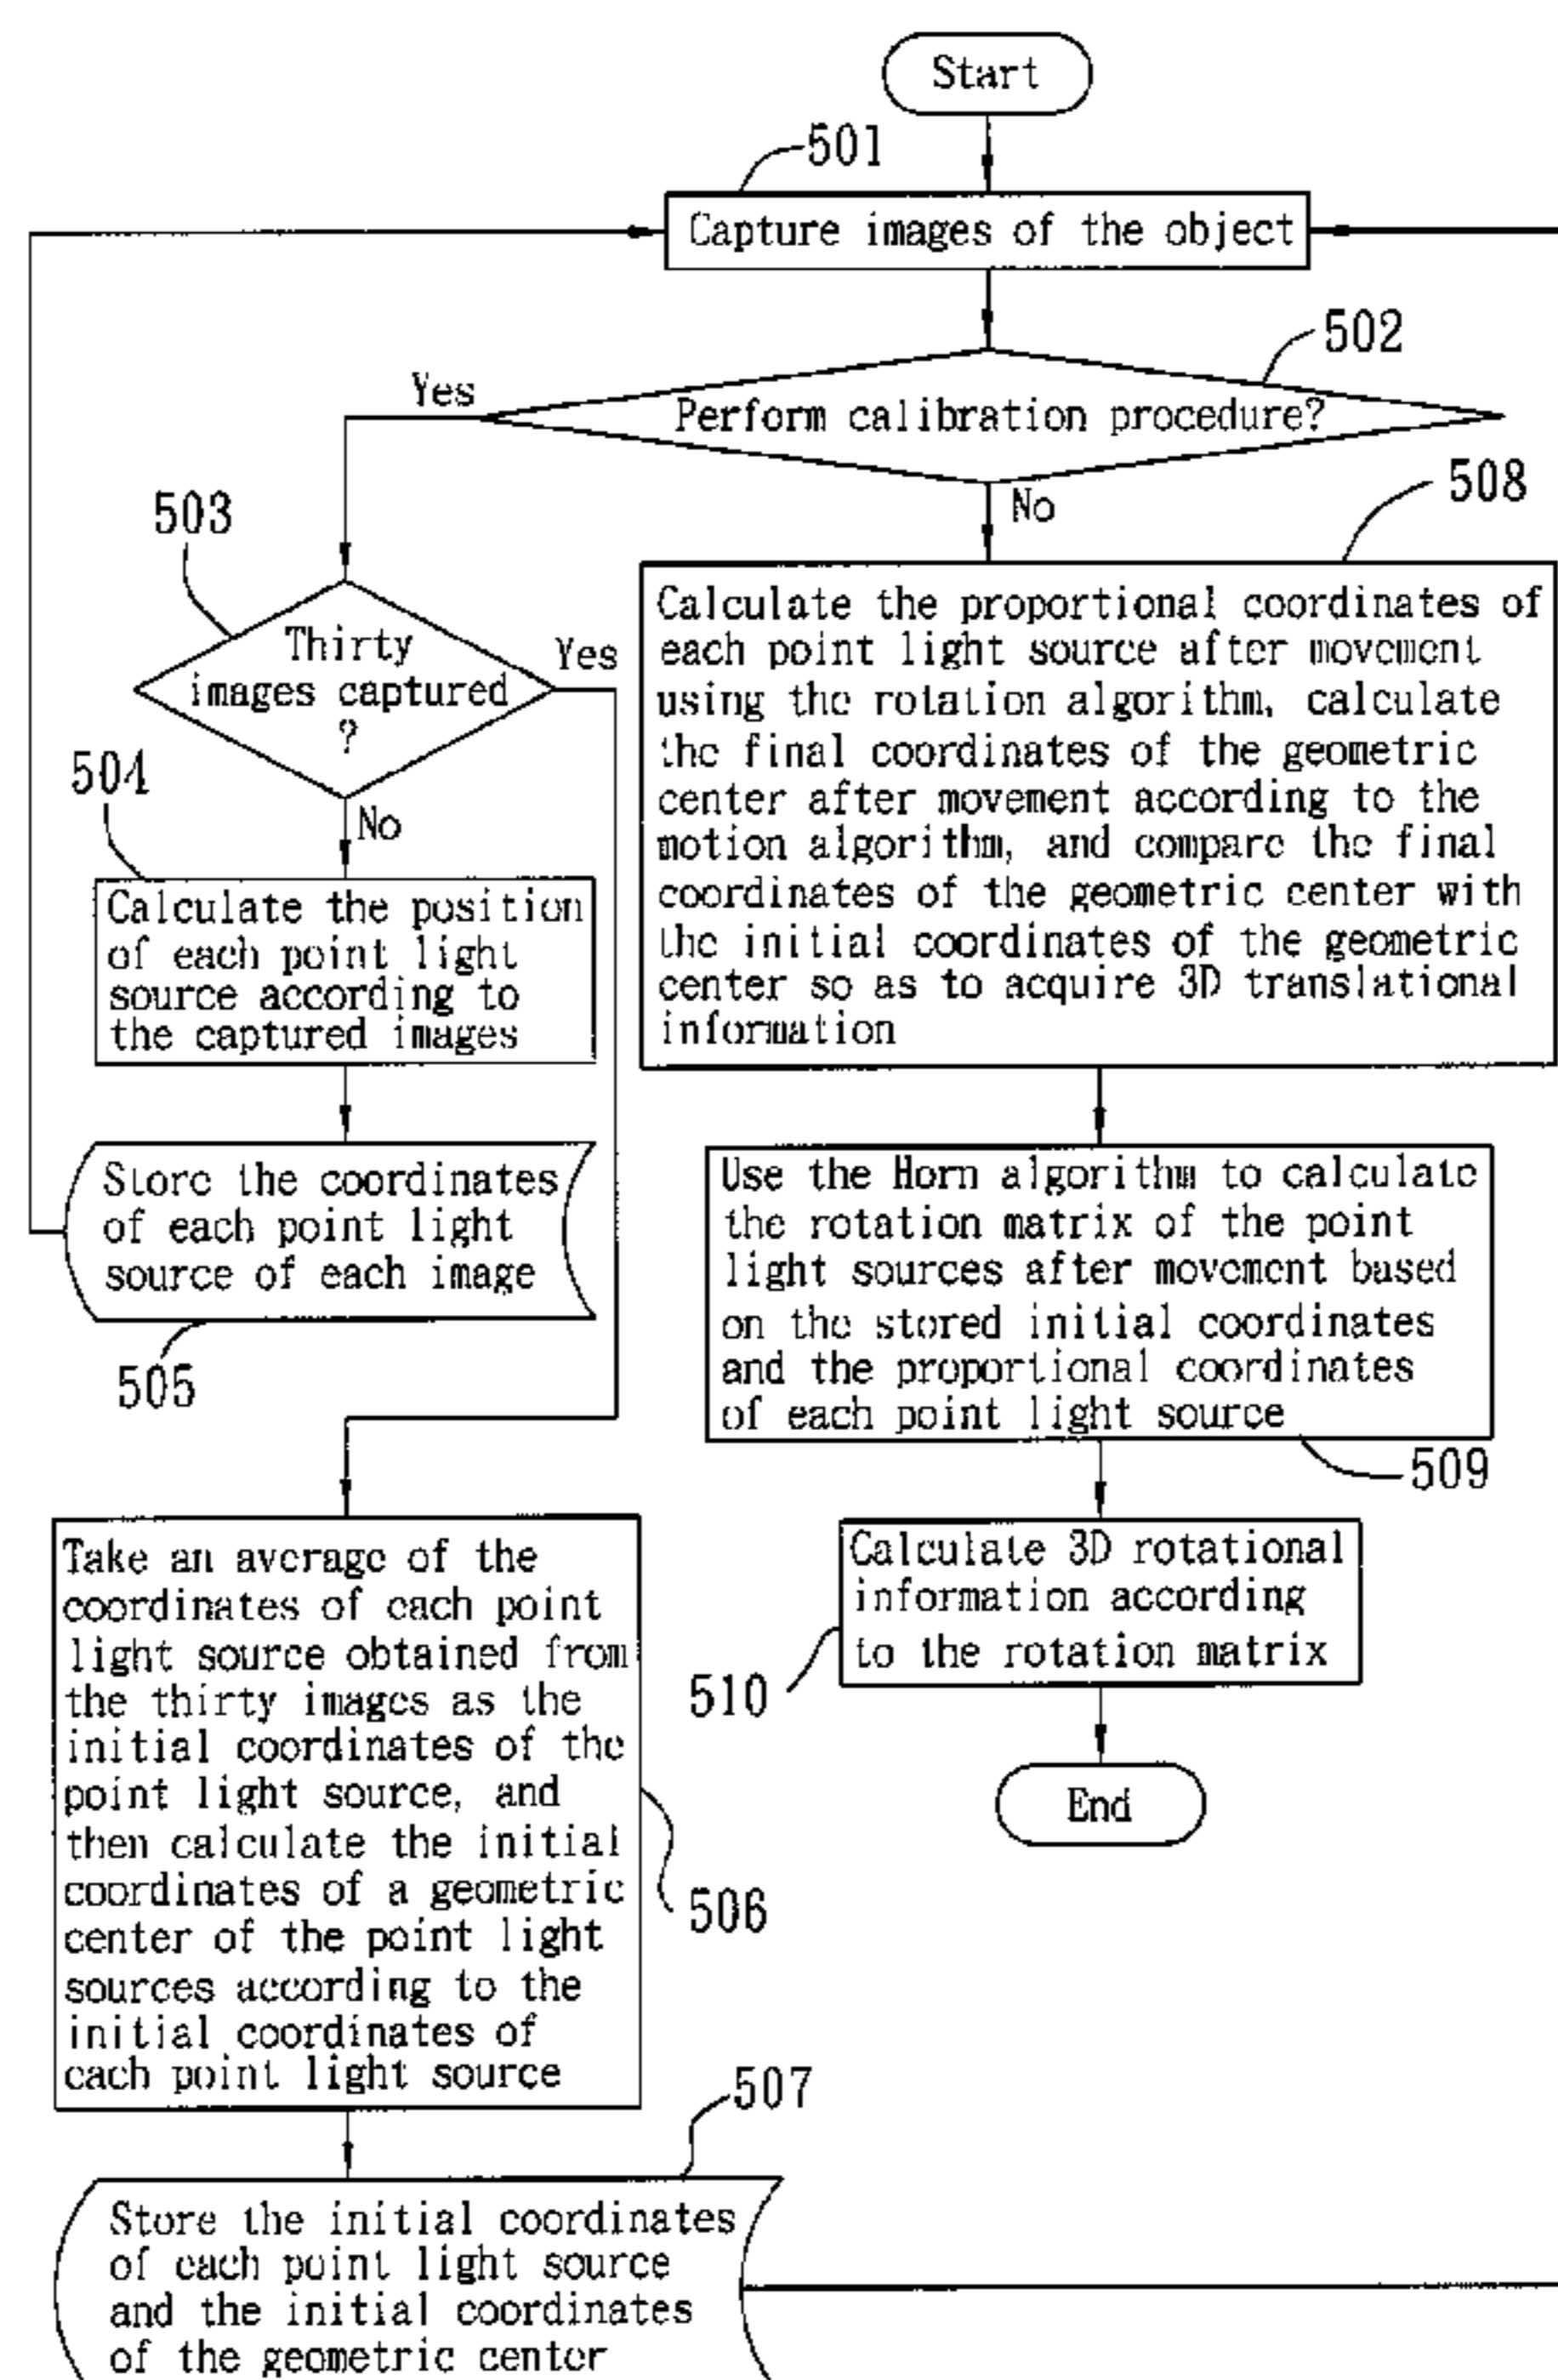 Start
501
Capture images of the object
502
Yes
Perform calibration procedure?
No
508
503
Thirty
images captured
?
Yes
504
No
Calculate the position
of each point light
source according to
the captured images
Calculate the proportional coordinates of
each point light source after movement
using the rotation algorithm, calculate
the final coordinates of the geometric
center after movement according to the
motion algorithm, and compare the final
coordinates of the geometric center with
the initial coordinates of the geometric
center so as to acquire 3D translational
information
Store the coordinates
of each point light
source of each image
505
Use the Horn algorithm to calculate
the rotation matrix of the point
light sources after movement based
on the stored initial coordinates
and the proportional coordinates
of each point light source
509
Take an average of the
coordinates of each point
light source obtained from
the thirty images as the
initial coordinates of the
point light source, and
then calculate the initial
coordinates of a geometric
center of the point light
sources according to the
initial coordinates of
each point light source
506
Calculate 3D rotational
information according
to the rotation matrix
510
End
507
Store the initial coordinates
of each point light source
and the initial coordinates
of the geometric center